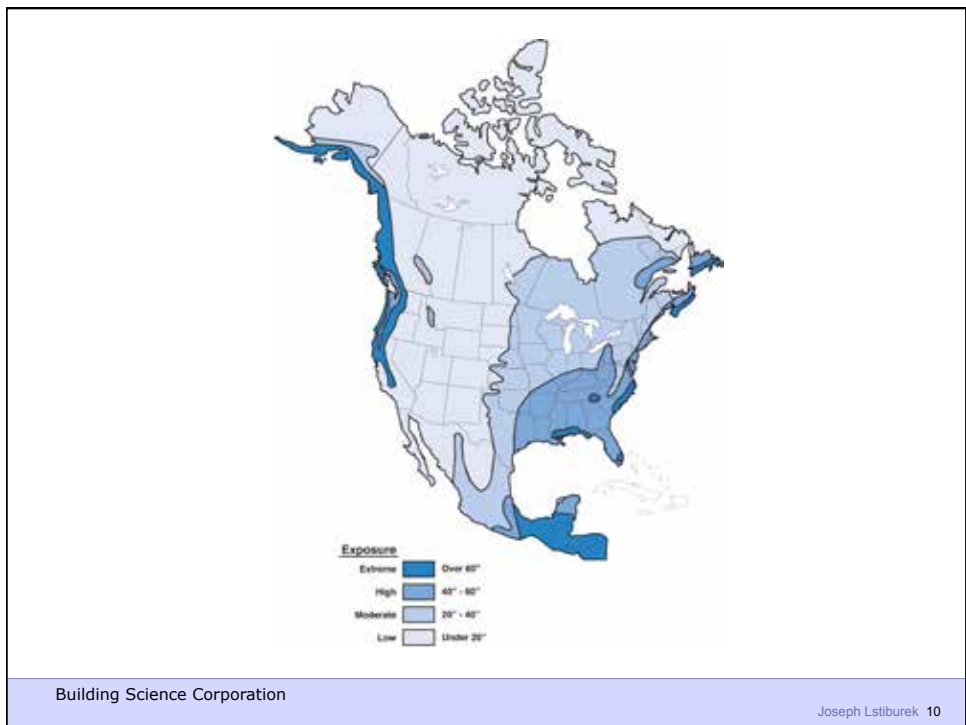 Exposure
Extreme Over 60"
High 40" - 60"
Moderate 20" - 40"
Low Under 20"
Building Science Corporation
Joseph Lstiburek 10